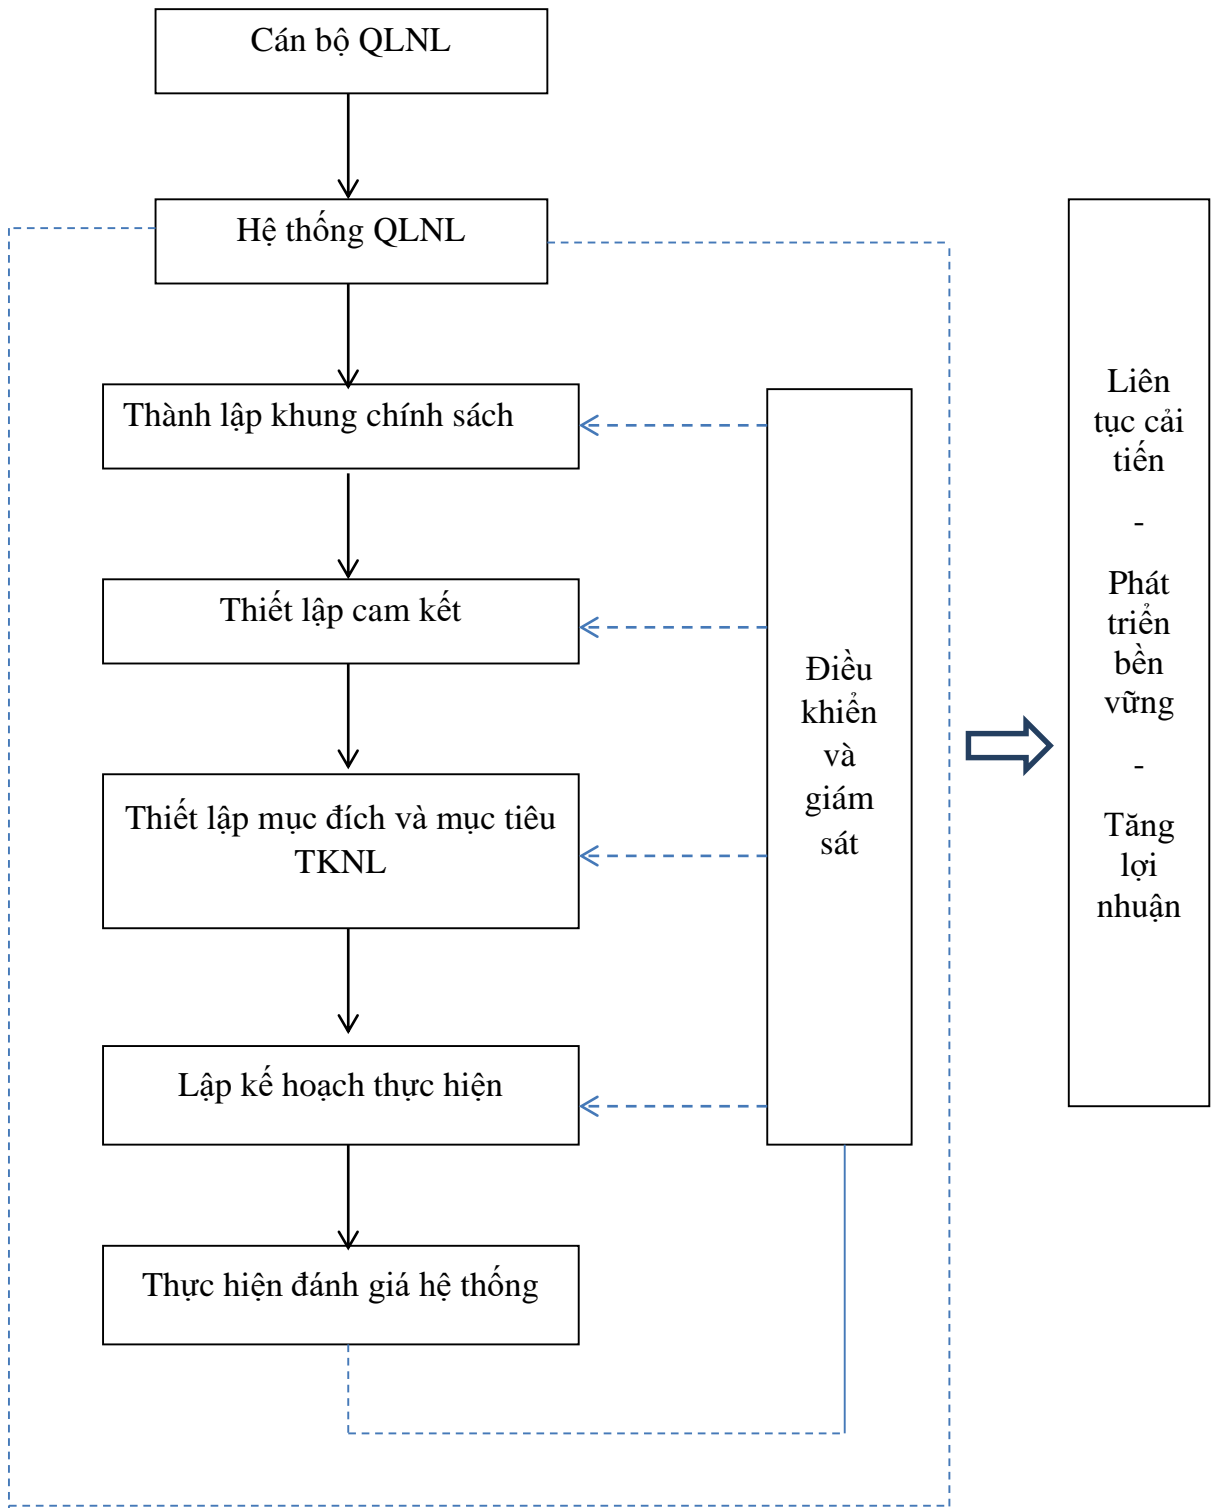 Cán bộ QLNL
Hệ thống QLNL
Thành lập khung chính sách
Thiết lập cam kết
Thiết lập mục đích và mục tiêu
TKNL
Lập kế hoạch thực hiện
Thực hiện đánh giá hệ thống
Điều
khiển
và
giám
sát
Liên
tục cải
tiến
-
Phát
triển
bền
vững
-
Tăng
lợi
nhuận